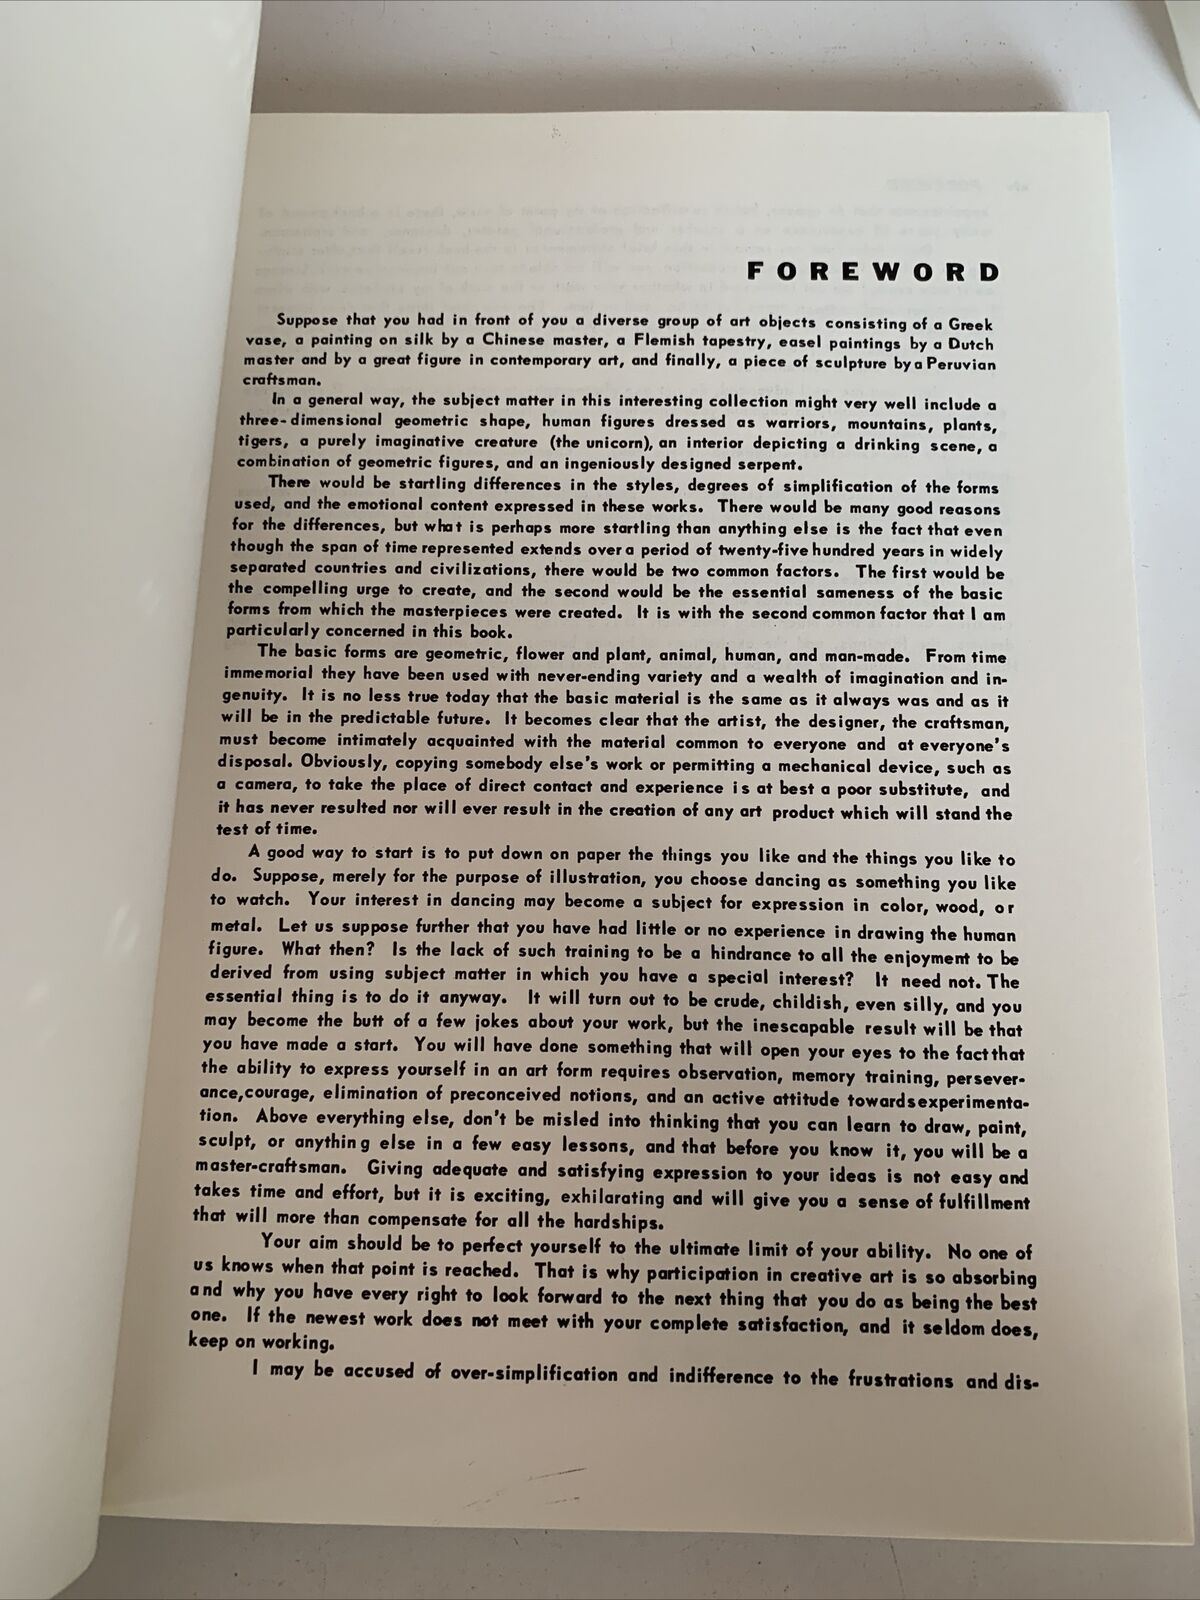 FOREWORD
Suppose that you had in front of you a diverse group of art objects consisting of a Greek
vase, a painting on silk by a Chinese master, a Flemish tapestry, easel paintings by a Dutch
master and by a great figure in contemporary art, and finally, a piece of sculpture by a Peruvian
craftsman.
In a general way, the subject matter in this interesting collection might very well include a
three-dimensional geometric shape, human figures dressed as warriors, mountains, plants,
tigers, a purely imaginative creature (the unicorn), an interior depicting a drinking scene, a
combination of geometric figures, and an ingeniously designed serpent.
There would be startling differences in the styles, degrees of simplification of the forms
used, and the emotional content expressed in these works. There would be many good reasons
for the differences, but what is perhaps more startling than anything else is the fact that even
though the span of time represented extends over a period of twenty-five hundred years in widely
separated countries and civilizations, there would be two common factors. The first would be
the compelling urge to create, and the second would be the essential sameness of the basic
forms from which the masterpieces were created. It is with the second common factor that I am
particularly concerned in this book.
The basic forms are geometric, flower and plant, animal, human, and man-made. From time
immemorial they have been used with never-ending variety and a wealth of imagination and in-
genuity. It is no less true today that the basic material is the same as it always was and as it
will be in the predictable future. It becomes clear that the artist, the designer, the craftsman,
must become intimately acquainted with the material common to everyone and at everyone's
disposal. Obviously, copying somebody else's work or permitting a mechanical device, such as
a camera, to take the place of direct contact and experience is at best a poor substitute, and
it has never resulted nor will ever result in the creation of any art product which will stand the
test of time.
A good way to start is to put down on paper the things you like and the things you like to
do. Suppose, merely for the purpose of illustration, you choose dancing as something you like
to watch. Your interest in dancing may become a subject for expression in color, wood, or
metal. Let us suppose further that you have had little or no experience in drawing the human
figure. What then? Is the lack of such training to be a hindrance to all the enjoyment to be
derived from using subject matter in which you have a special interest? It need not. The
essential thing is to do it anyway. It will turn out to be crude, childish, even silly, and you
may become the butt of a few jokes about your work, but the inescapable result will be that
you have made a start. You will have done something that will open your eyes to the fact that
the ability to express yourself in an art form requires observation, memory training, persever-
ance,courage, elimination of preconceived notions, and an active attitude towards experimenta-
tion. Above everything else, don't be misled into thinking that you can learn to draw, paint,
sculpt, or anything else in a few easy lessons, and that before you know it, you will be a
master-craftsman. Giving adequate and satisfying expression to your ideas is not easy and
takes time and effort, but it is exciting, exhilarating and will give you a sense of fulfillment
that will more than compensate for all the hardships.
Your aim should be to perfect yourself to the ultimate limit of your ability. No one of
us knows when that point is reached. That is why participation in creative art is so absorbing
and why you have every right to look forward to the next thing that you do as being the best
one. If the newest work does not meet with your complete satisfaction, and it seldom does,
keep on working.
I may be accused of over-simplification and indifference to the frustrations and dis-